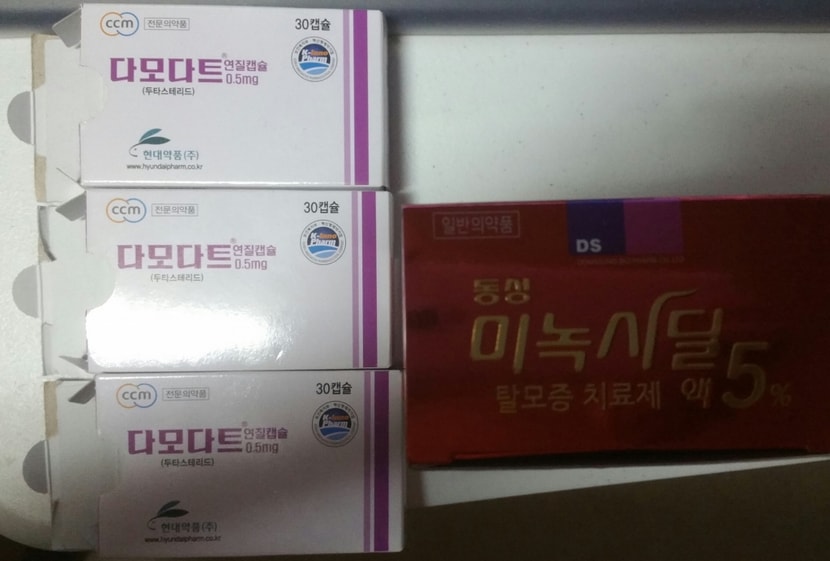 ccm 전문의약품 30캡슐
다모다트® 연질캡슐
0.5mg
(두타스테리드)
K-Same
Pharm
현대약품(주)
www.hyundaipharm.co.kr
ccm 전문의약품 30캡슐
다모다트® 연질캡슐
0.5mg
(두타스테리드)
Pharm
ccm 전문의약품 30캡슐
다모다트® 연질캡슐
0.5mg
(두타스테리드)
Pharm
현대약품(주)
www.hyundaipharm.co.kr
일반의약품
DS
동성
미녹시딜
탈모증 치료제 액 5%